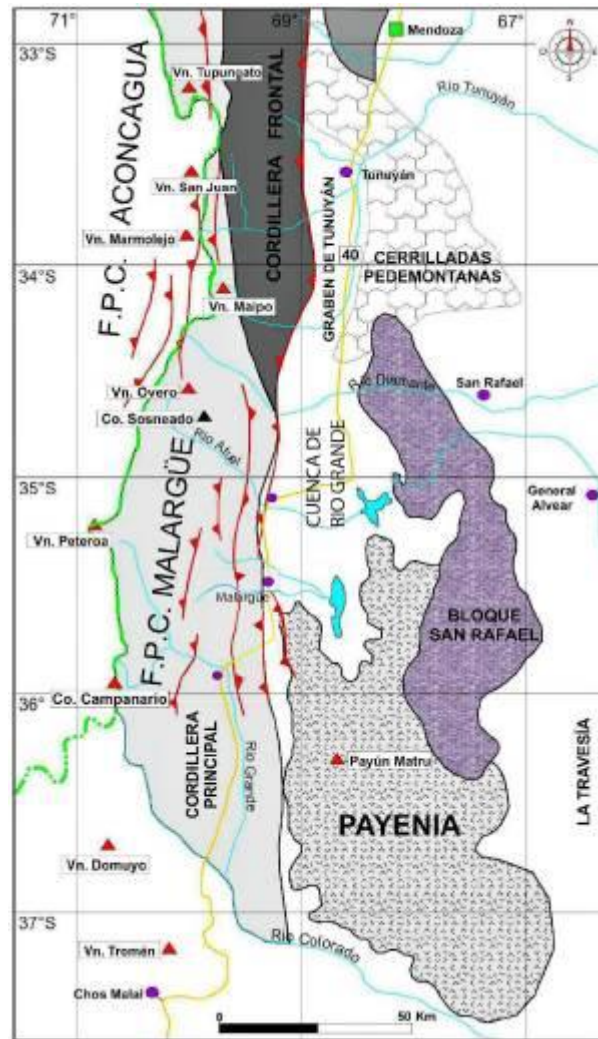 71°
69°
67°
N
O
E
S
33°S
Mendoza
Vn. Tupungato
Río Tunuyán
F.P.C. ACONCAGUA
CORDILLERA FRONTAL
Vn. San Juan
Tunuyán
GRABEN DE TUNUYÁN
Vn. Marmolejo
40
CERRILLADAS
PEDEMONTANAS
34°S
Vn. Maipo
Vn. Overo
Río Diamante
San Rafael
Co. Sosneado
Río Atuel
CUENCA DE
RIO GRANDE
35°S
General
Alvear
Vn. Peteroa
F.P.C. MALARGÜE
Malargüe
BLOQUE
SAN RAFAEL
36°
Co. Campanario
CORDILLERA
PRINCIPAL
Río Grande
Payún Matru
LA TRAVESÍA
PAYENIA
Vn. Domuyo
37°S
Río Colorado
Vn. Tromen
Chos Malal
0
50 Km